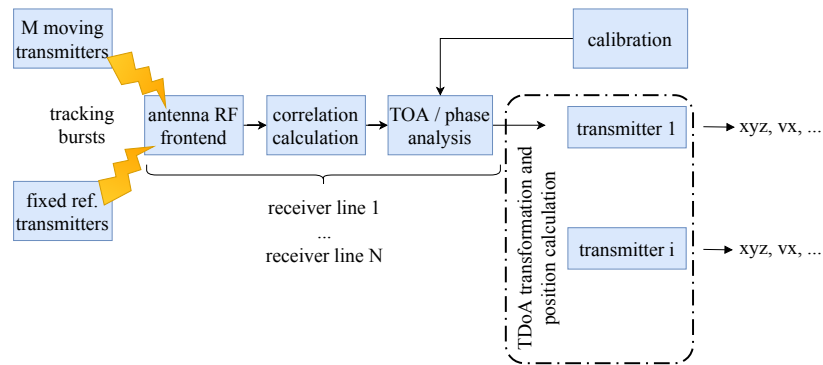 M moving
transmitters
calibration
tracking
bursts
antenna RF
frontend
correlation
calculation
TOA / phase
analysis
transmitter 1
xyz, vx, ...
fixed ref.
transmitters
receiver line 1
...
receiver line N
TDoA transformation and
position calculation
transmitter i
xyz, vx, ...